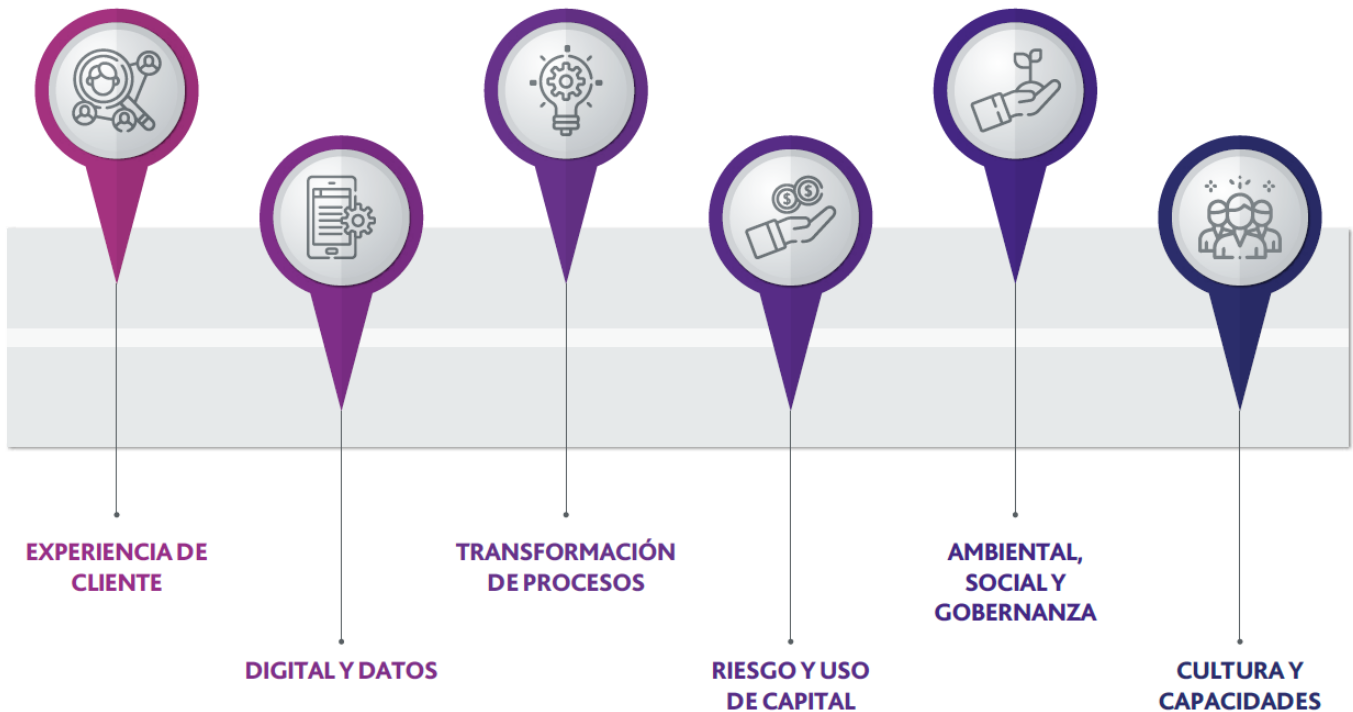 EXPERIENCIA DE
CLIENTE
DIGITAL Y DATOS
TRANSFORMACIÓN
DE PROCESOS
RIESGO Y USO
DE CAPITAL
AMBIENTAL,
SOCIAL Y
GOBERNANZA
CULTURA Y
CAPACIDADES